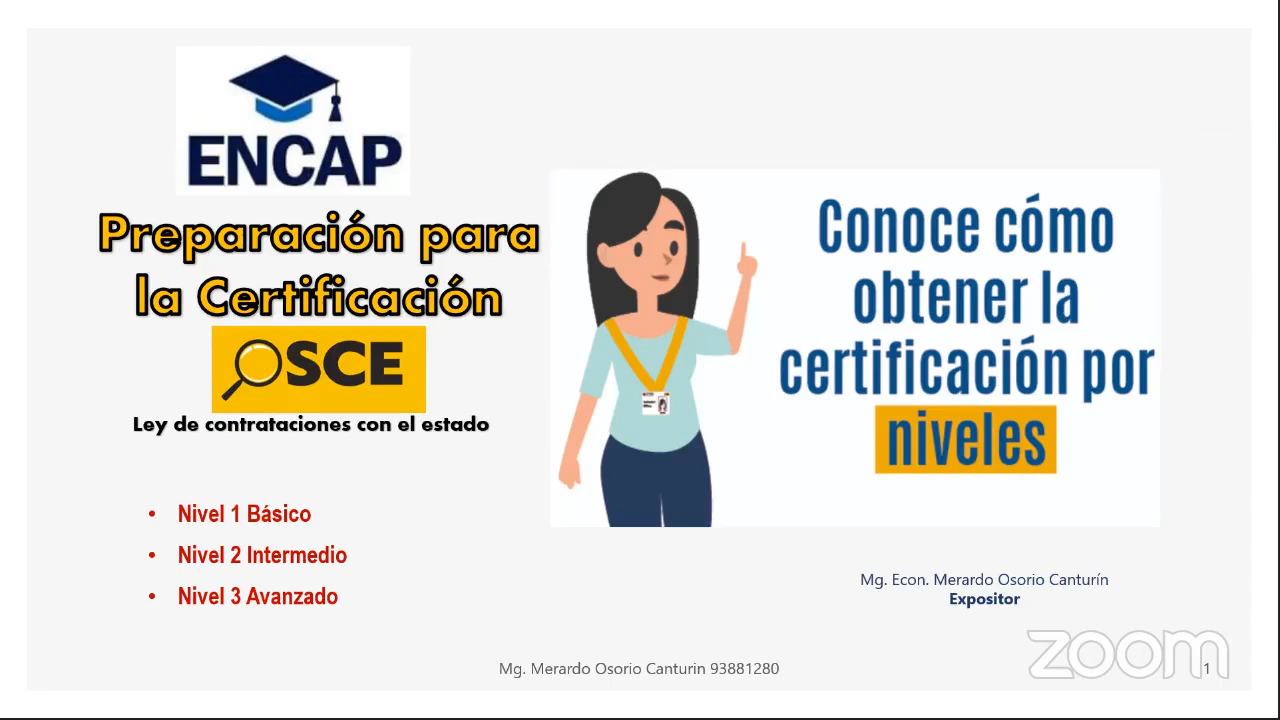 ENCAP
Preparación para
la Certificación
OSCE
Ley de contrataciones con el estado
• Nivel 1 Básico
• Nivel 2 Intermedio
• Nivel 3 Avanzado
Conoce cómo
obtener la
certificación por
niveles
Mg. Econ. Merardo Osorio Canturín
Expositor
Mg. Merardo Osorio Canturin 93881280
zoom
1